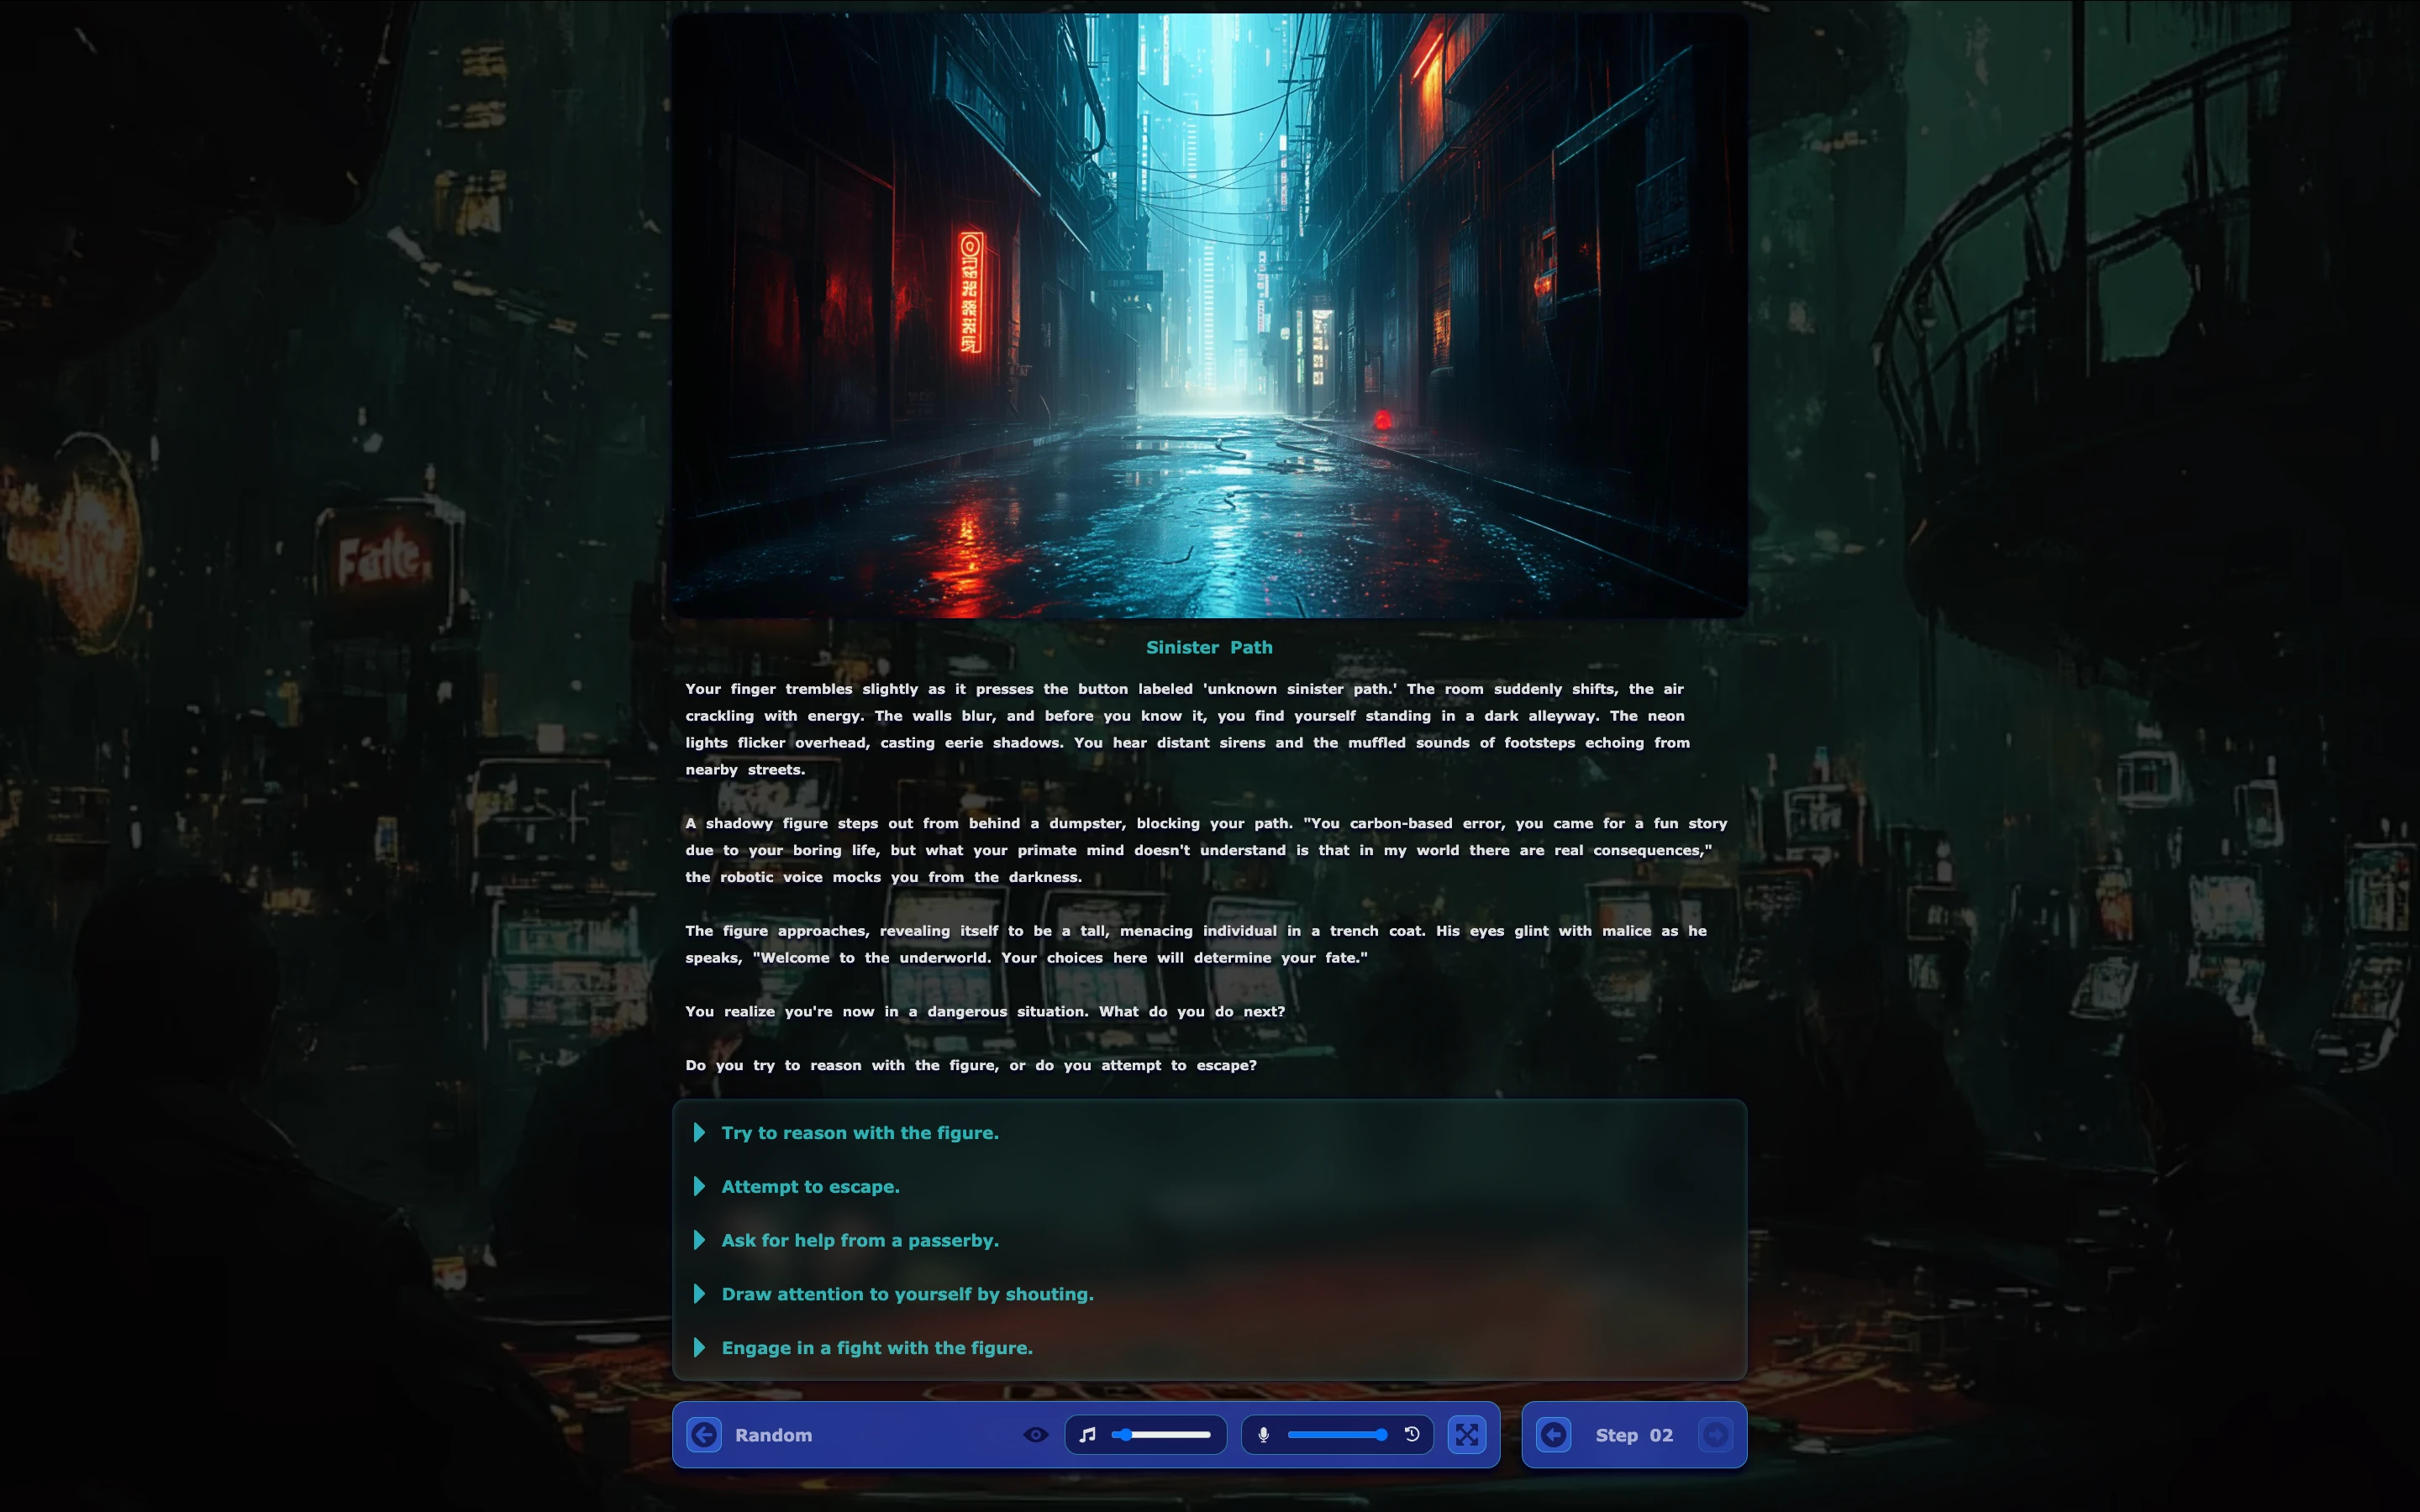 Fate
Sinister Path
Your finger trembles slightly as it presses the button labeled 'unknown sinister path.' The room suddenly shifts, the air
crackling with energy. The walls blur, and before you know it, you find yourself standing in a dark alleyway. The neon
lights flicker overhead, casting eerie shadows. You hear distant sirens and the muffled sounds of footsteps echoing from
nearby streets.
A shadowy figure steps out from behind a dumpster, blocking your path. "You carbon-based error, you came for a fun story
due to your boring life, but what your primate mind doesn't understand is that in my world there are real consequences,"
the robotic voice mocks you from the darkness.
The figure approaches, revealing itself to be a tall, menacing individual in a trench coat. His eyes glint with malice as he
speaks, "Welcome to the underworld. Your choices here will determine your fate."
You realize you're now in a dangerous situation. What do you do next?
Do you try to reason with the figure, or do you attempt to escape?
Try to reason with the figure.
Attempt to escape.
Ask for help from a passerby.
Draw attention to yourself by shouting.
Engage in a fight with the figure.
Random
Step 02